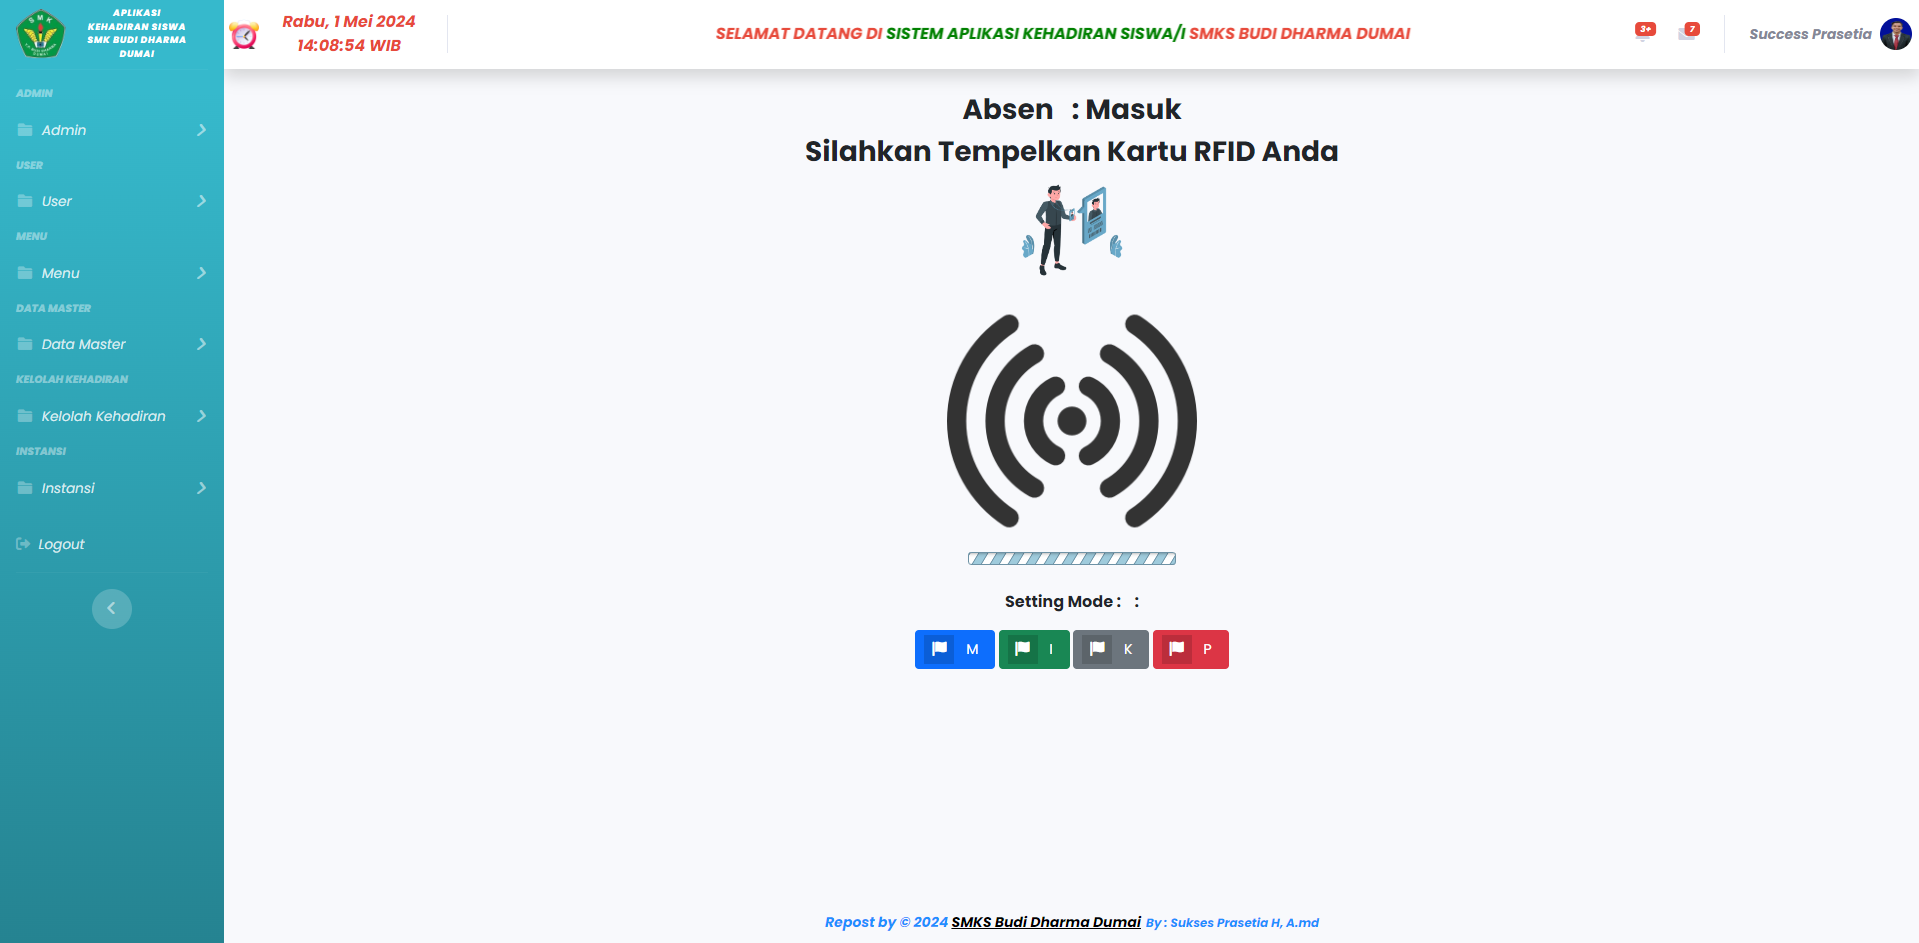 APLIKASI
KEHADIRAN SISWA
SMK BUDI DHARMA
DUMAI
Rabu, 1 Mei 2024
14:08:54 WIB
SELAMAT DATANG DI SISTEM APLIKASI KEHADIRAN SISWA/I SMKS BUDI DHARMA DUMAI
3+
7
Success Prasetia
SMK
DUMAI
ADMIN
Admin
USER
User
MENU
Menu
DATA MASTER
Data Master
KELOLAH KEHADIRAN
Kelolah Kehadiran
INSTANSI
Instansi
Logout
Absen : Masuk
Silahkan Tempelkan Kartu RFID Anda
Setting Mode : :
M
I
K
P
Repost by © 2024 SMKS Budi Dharma Dumai By : Sukses Prasetia H, A.md